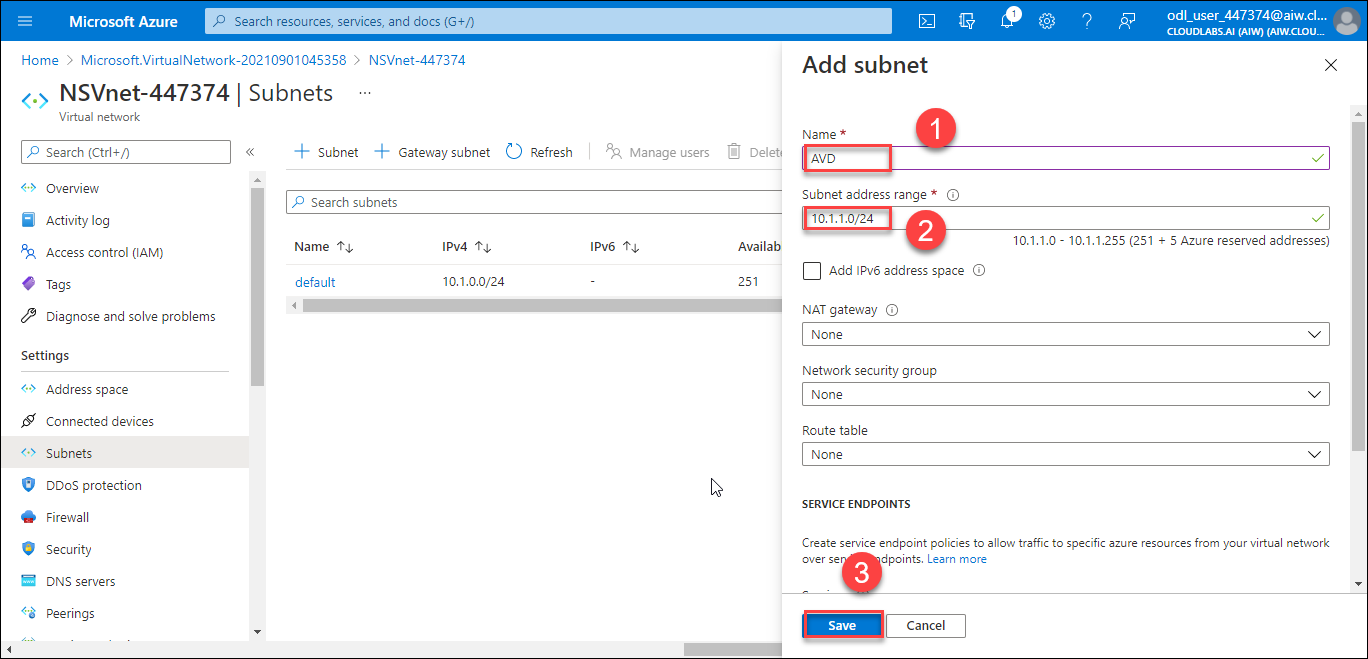 Microsoft Azure
Search resources, services, and docs (G+/)
1
odl_user_447374@aiw.cl...
CLOUDLABS.AI (AIW) (AIW.CLOU...
Home > Microsoft.VirtualNetwork-20210901045358 > NSVnet-447374
NSVnet-447374 | Subnets ...
Virtual network
Search (Ctrl+/)
«
Overview
Activity log
Access control (IAM)
Tags
Diagnose and solve problems
Settings
Address space
Connected devices
Subnets
DDoS protection
Firewall
Security
DNS servers
Peerings
+ Subnet + Gateway subnet Refresh Manage users Delete
Search subnets
Name ↑↓ IPv4 ↑↓ IPv6 ↑↓ Availab
default 10.1.0.0/24 - 251
Add subnet
Name *
1
AVD
Subnet address range *
10.1.1.0/24
2
10.1.1.0 - 10.1.1.255 (251 + 5 Azure reserved addresses)
Add IPv6 address space
NAT gateway
None
Network security group
None
Route table
None
SERVICE ENDPOINTS
Create service endpoint policies to allow traffic to specific azure resources from your virtual network
over endpoints. Learn more
3
Save Cancel